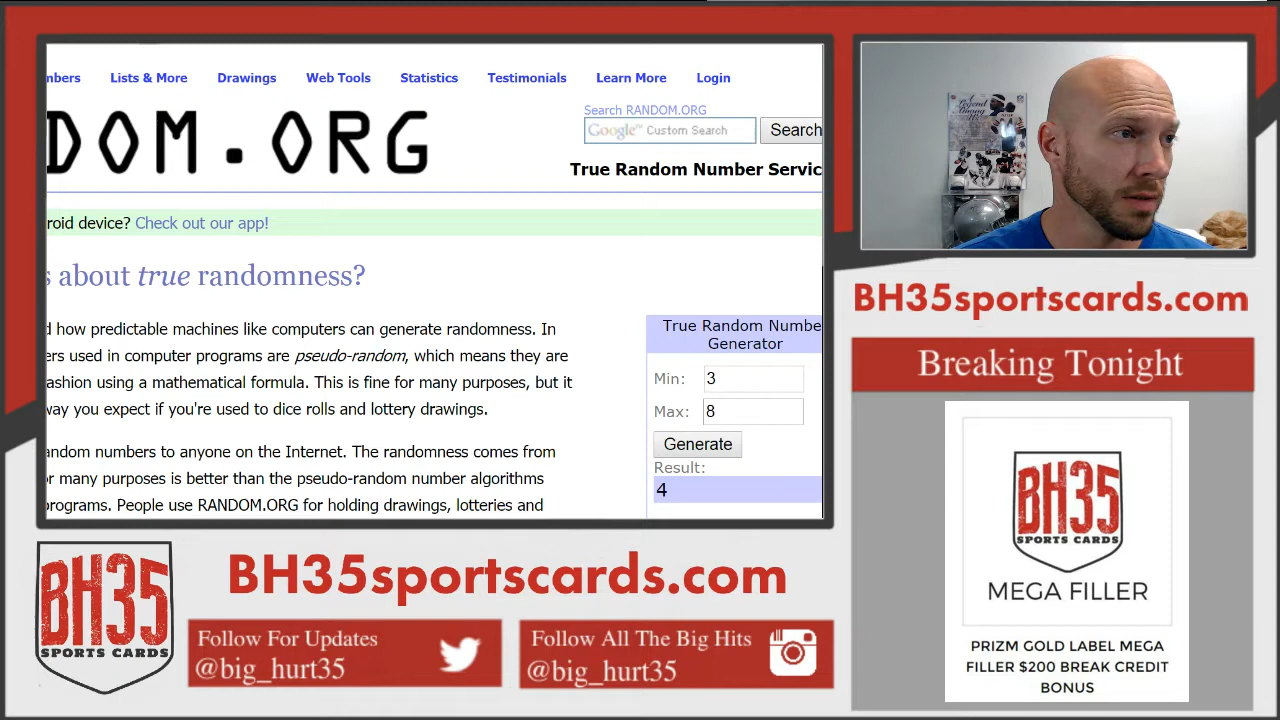 nbers Lists & More Drawings Web Tools Statistics Testimonials Learn More Login
DOM.ORG
Search RANDOM.ORG
Google™ Custom Search Search
True Random Number Servic
roid device? Check out our app!
s about true randomness?
d how predictable machines like computers can generate randomness. In
ers used in computer programs are pseudo-random, which means they are
ashion using a mathematical formula. This is fine for many purposes, but it
way you expect if you're used to dice rolls and lottery drawings.
andom numbers to anyone on the Internet. The randomness comes from
or many purposes is better than the pseudo-random number algorithms
programs. People use RANDOM.ORG for holding drawings, lotteries and
True Random Numbe
Generator
Min: 3
Max: 8
Generate
Result:
4
A
Legend
Among
Us
BH35sportscards.com
Breaking Tonight
BH35
SPORTS CARDS
MEGA FILLER
PRIZM GOLD LABEL MEGA
FILLER $200 BREAK CREDIT
BONUS
BH35
SPORTS CARDS
BH35sportscards.com
Follow For Updates
@big_hurt35
Follow All The Big Hits
@big_hurt35